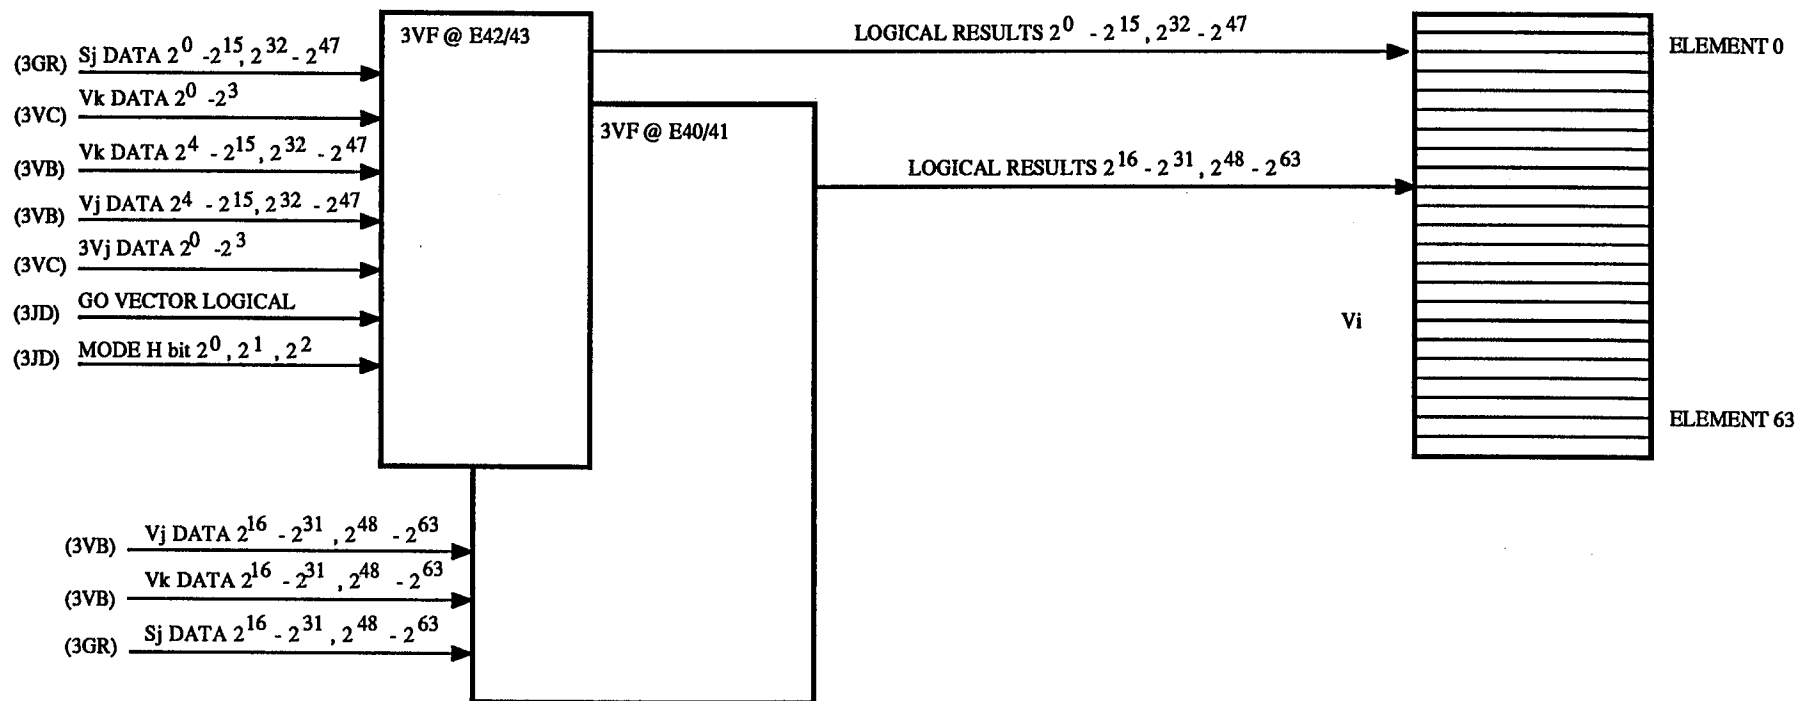 3VF @ E42/43
LOGICAL RESULTS 2^0 - 2^15, 2^32 - 2^47
ELEMENT 0
(3GR) Sj DATA 2^0 - 2^15, 2^32 - 2^47
(3VC) Vk DATA 2^0 - 2^3
3VF @ E40/41
(3VB) Vk DATA 2^4 - 2^15, 2^32 - 2^47
LOGICAL RESULTS 2^16 - 2^31, 2^48 - 2^63
(3VB) Vj DATA 2^4 - 2^15, 2^32 - 2^47
(3VC) 3Vj DATA 2^0 - 2^3
(3JD) GO VECTOR LOGICAL
Vi
(3JD) MODE H bit 2^0, 2^1, 2^2
ELEMENT 63
(3VB) Vj DATA 2^16 - 2^31, 2^48 - 2^63
(3VB) Vk DATA 2^16 - 2^31, 2^48 - 2^63
(3GR) Sj DATA 2^16 - 2^31, 2^48 - 2^63